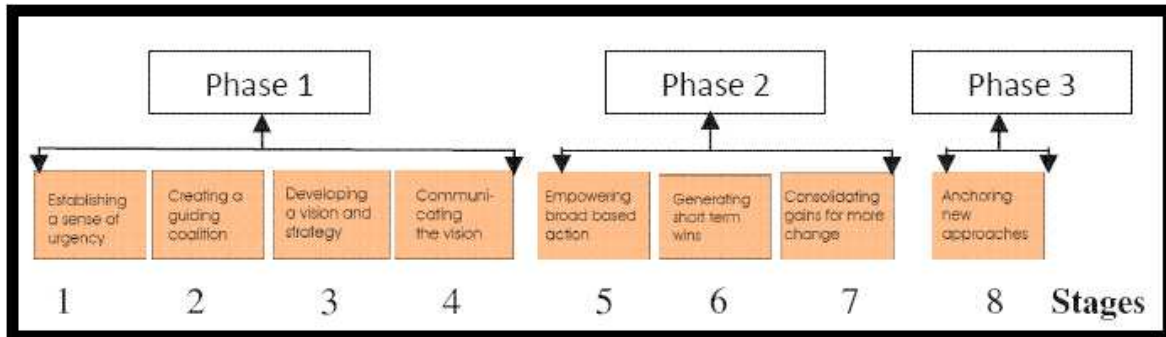 Phase 1
Phase 2
Phase 3
Establishing
a sense of
urgency
Creating a
guiding
coalition
Developing
a vision and
strategy
Communi-
cating
the vision
Empowering
broad based
action
Generating
short term
wins
Consolidating
gains for more
change
Anchoring
new
approaches
1 2 3 4 5 6 7 8 Stages